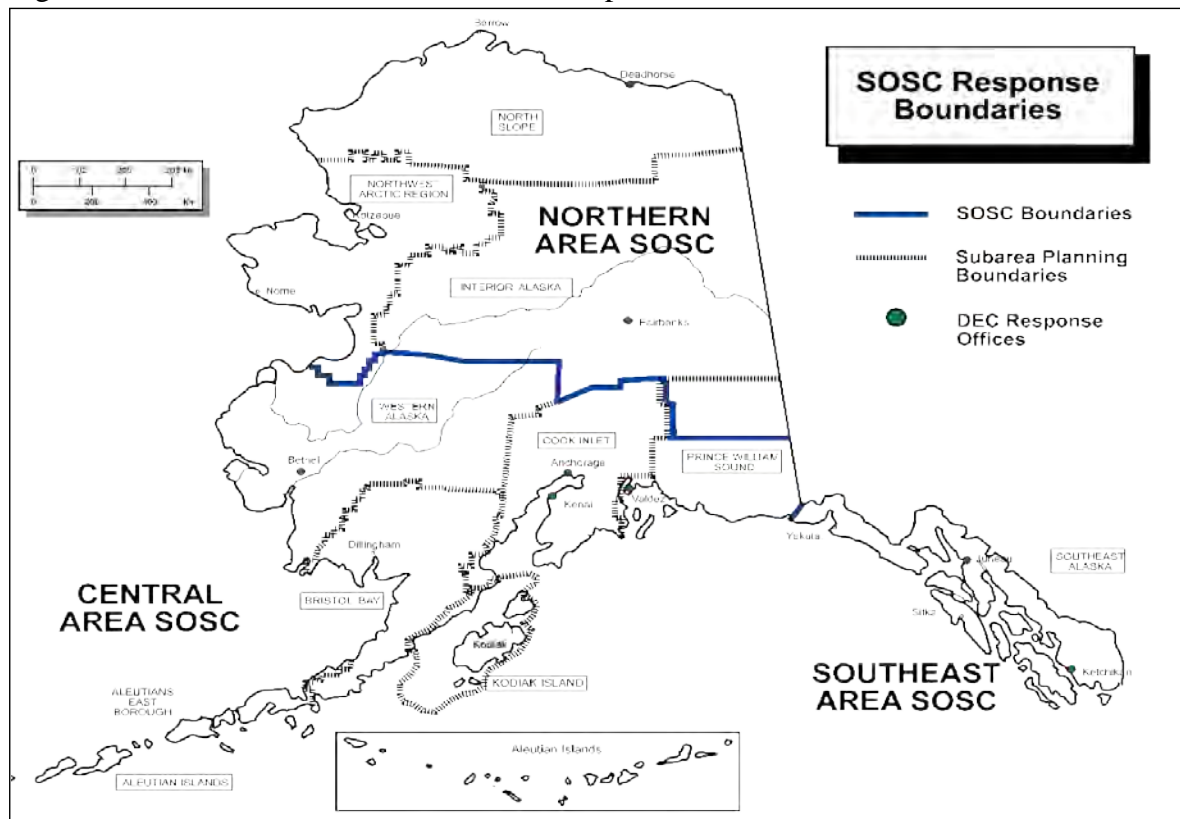 Barrow
SOSC Response
Boundaries
Deadhorse
NORTH
SLOPE
NORTHWEST
ARCTIC REGION
NORTHERN
AREA SOSC
SOSC Boundaries
Subarea Planning
Boundaries
Nome
INTERIOR ALASKA
Fairbanks
DEC Response
Offices
WESTERN
ALASKA
COOK INLET
PRINCE WILLIAM
SOUND
Bethel
Anchorage
Kenai
Valdez
Dillingham
Juneau
SOUTHEAST
ALASKA
CENTRAL
AREA SOSC
BRISTOL BAY
Sitka
Kodiak
KODIAK ISLAND
SOUTHEAST
AREA SOSC
Ketchikan
ALEUTIANS
EAST
BOROUGH
Aleutian Islands
ALEUTIAN ISLANDS